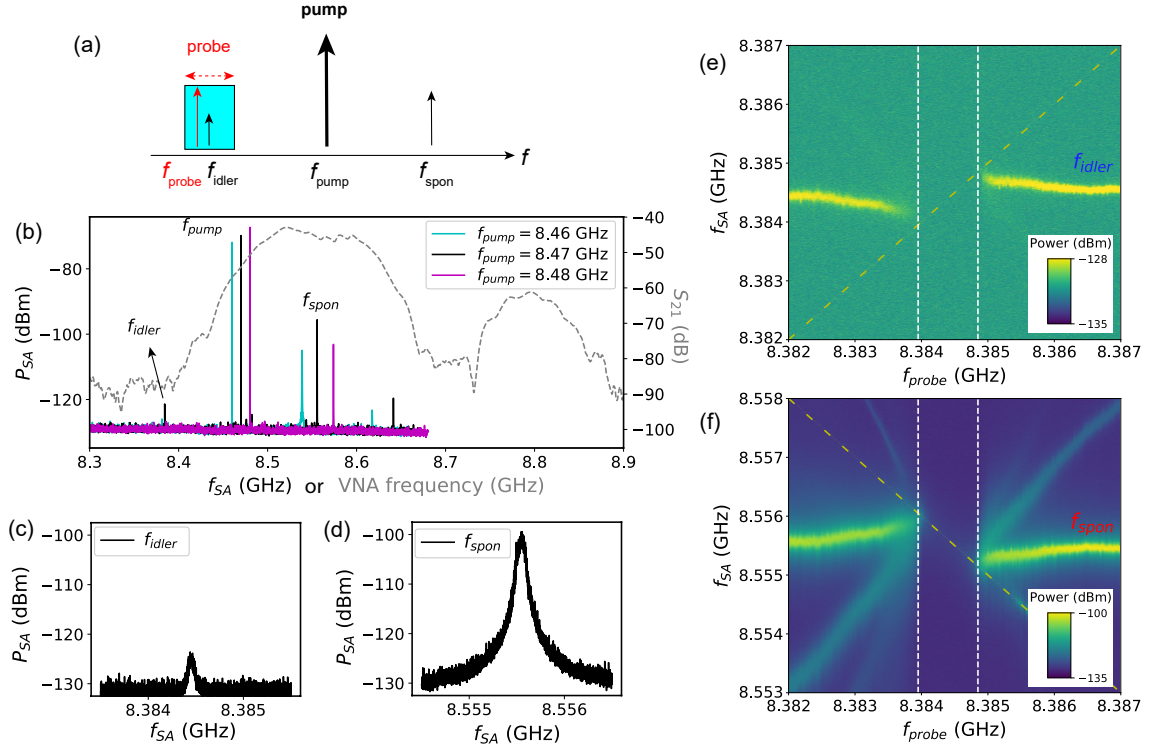 (a)
pump
probe
f
f_probe
f_idler
f_pump
f_spon
(b)
f_pump
f_spon
f_idler
f_pump = 8.46 GHz
f_pump = 8.47 GHz
f_pump = 8.48 GHz
P_SA (dBm)
−80
−100
−120
S_21 (dB)
−40
−50
−60
−70
−80
−90
−100
8.3
8.4
8.5
8.6
8.7
8.8
8.9
f_SA (GHz) or VNA frequency (GHz)
(c)
f_idler
P_SA (dBm)
−100
−110
−120
−130
8.384
8.385
f_SA (GHz)
(d)
f_spon
P_SA (dBm)
−100
−110
−120
−130
8.555
8.556
f_SA (GHz)
(e)
f_SA (GHz)
8.387
8.386
8.385
8.384
8.383
8.382
f_idler
Power (dBm)
−128
−135
8.382
8.383
8.384
8.385
8.386
8.387
f_probe (GHz)
(f)
f_SA (GHz)
8.558
8.557
8.556
8.555
8.554
8.553
f_spon
Power (dBm)
−100
−135
8.382
8.383
8.384
8.385
8.386
8.387
f_probe (GHz)